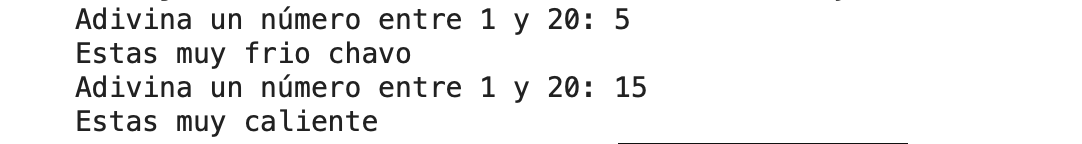 Adivina un número entre 1 y 20: 5
Estas muy frio chavo
Adivina un número entre 1 y 20: 15
Estas muy caliente